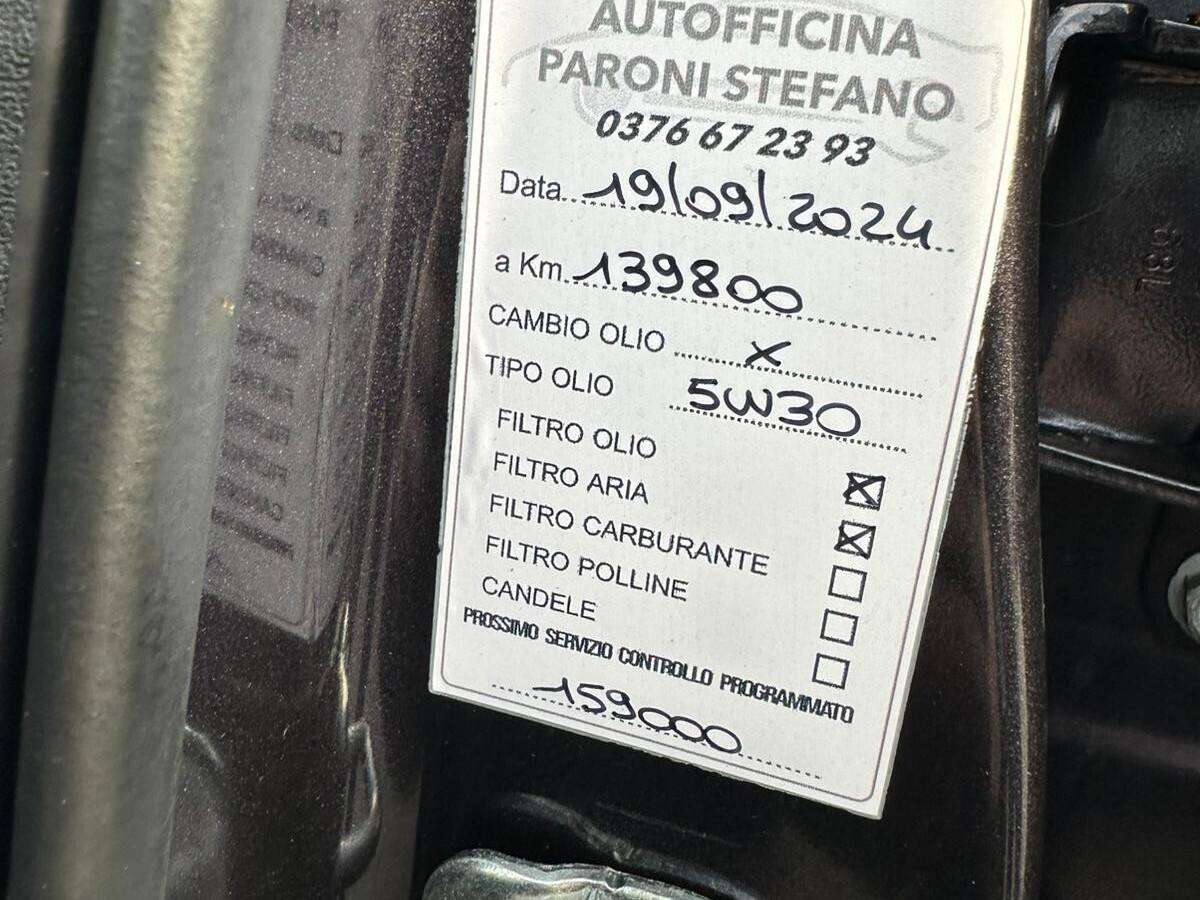 AUTOFFICINA
PARONI STEFANO
0376 67 23 93
Data 19/09/2024
a Km. 139800
CAMBIO OLIO x
TIPO OLIO 5W30
FILTRO OLIO ☒
FILTRO ARIA ☒
FILTRO CARBURANTE ☐
FILTRO POLLINE ☐
CANDELE ☐
PROSSIMO SERVIZIO CONTROLLO PROGRAMMATO
159000